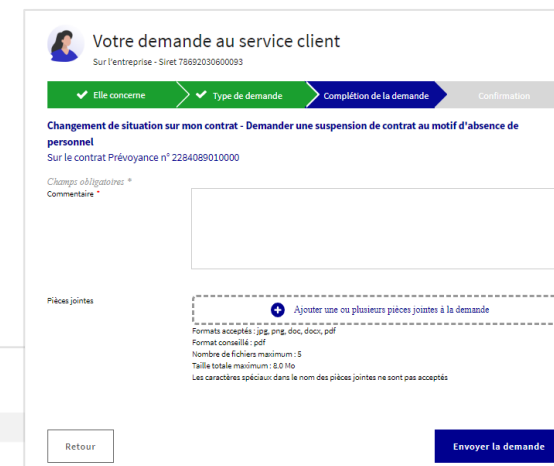 Votre demande au service client
Sur l'entreprise - Siret 78692030600093
Elle concerne
Type de demande
Complétion de la demande
Confirmation
Changement de situation sur mon contrat - Demander une suspension de contrat au motif d'absence de
personnel
Sur le contrat Prévoyance n° 2284089010000
Champs obligatoires *
Commentaire *
Pièces jointes
Ajouter une ou plusieurs pièces jointes à la demande
Formats acceptés : jpg, png, doc, docx, pdf
Format conseillé : pdf
Nombre de fichiers maximum : 5
Taille totale maximum : 8.0 Mo
Les caractères spéciaux dans le nom des pièces jointes ne sont pas acceptés
Retour
Envoyer la demande